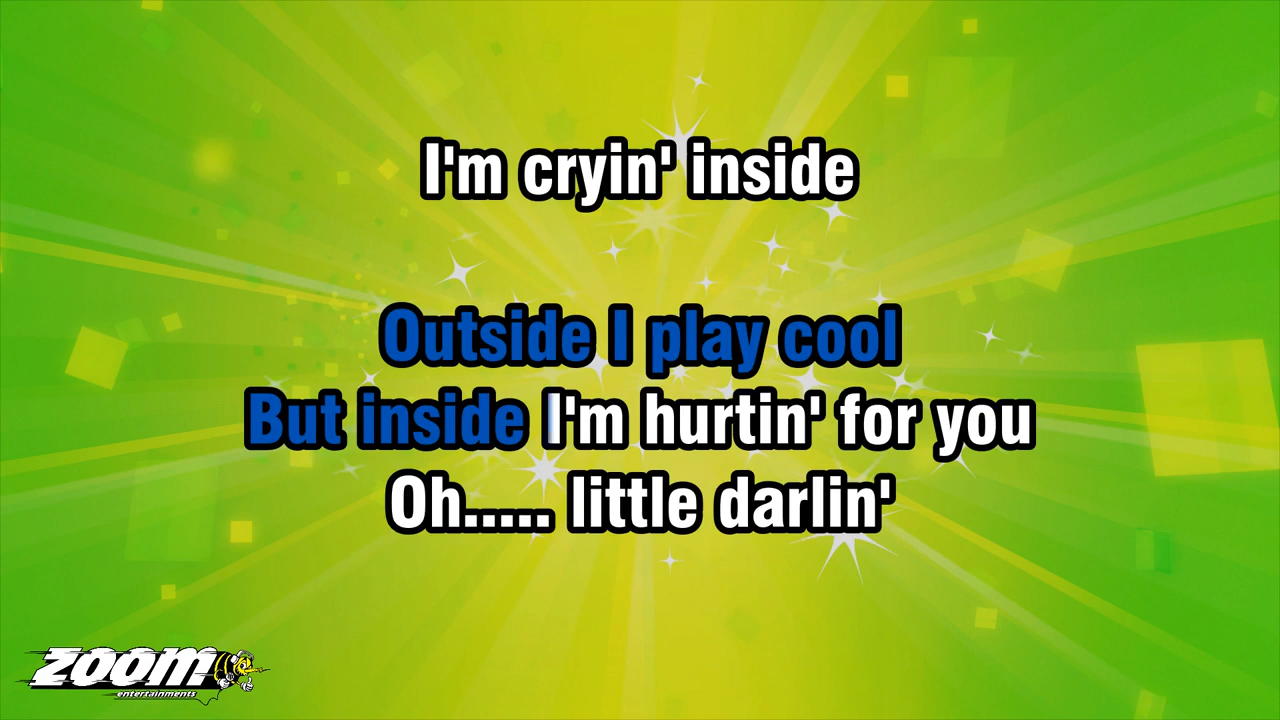 I'm cryin' inside
Outside I play cool
But inside I'm hurtin' for you
Oh..... little darlin'
ZOOM
entertainments